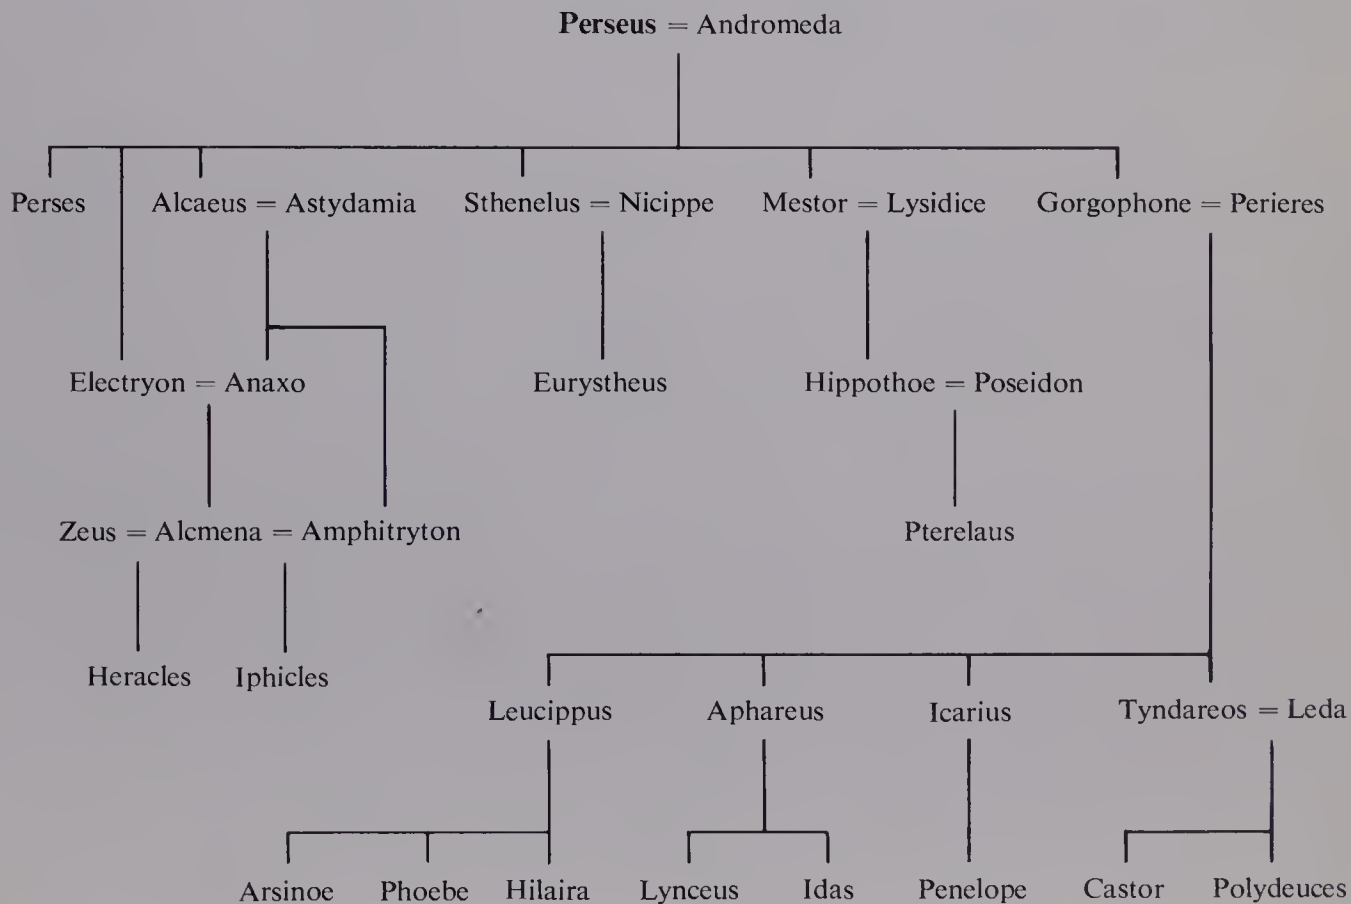 Perseus = Andromeda
Perses Alcaeus = Astydamia Sthenelus = Nicippe Mestor = Lysidice Gorgophone = Perieres
Electryon = Anaxo Eurystheus Hippothoe = Poseidon
Zeus = Alcmena = Amphitryton Pterelaus
Heracles Iphicles
Leucippus Aphareus Icarius Tyndareos = Leda
Arsinoe Phoebe Hilaira Lynceus Idas Penelope Castor Polydeuces